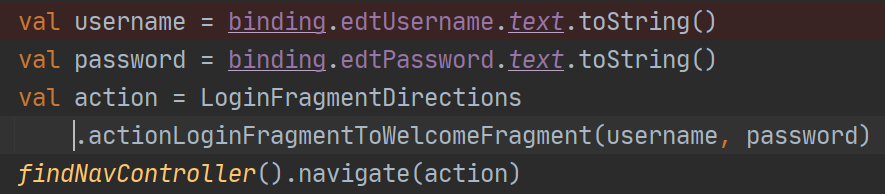 val username = binding.edtUsername.text.toString()
val password = binding.edtPassword.text.toString()
val action = LoginFragmentDirections
    .actionLoginFragmentToWelcomeFragment(username, password)
findNavController().navigate(action)